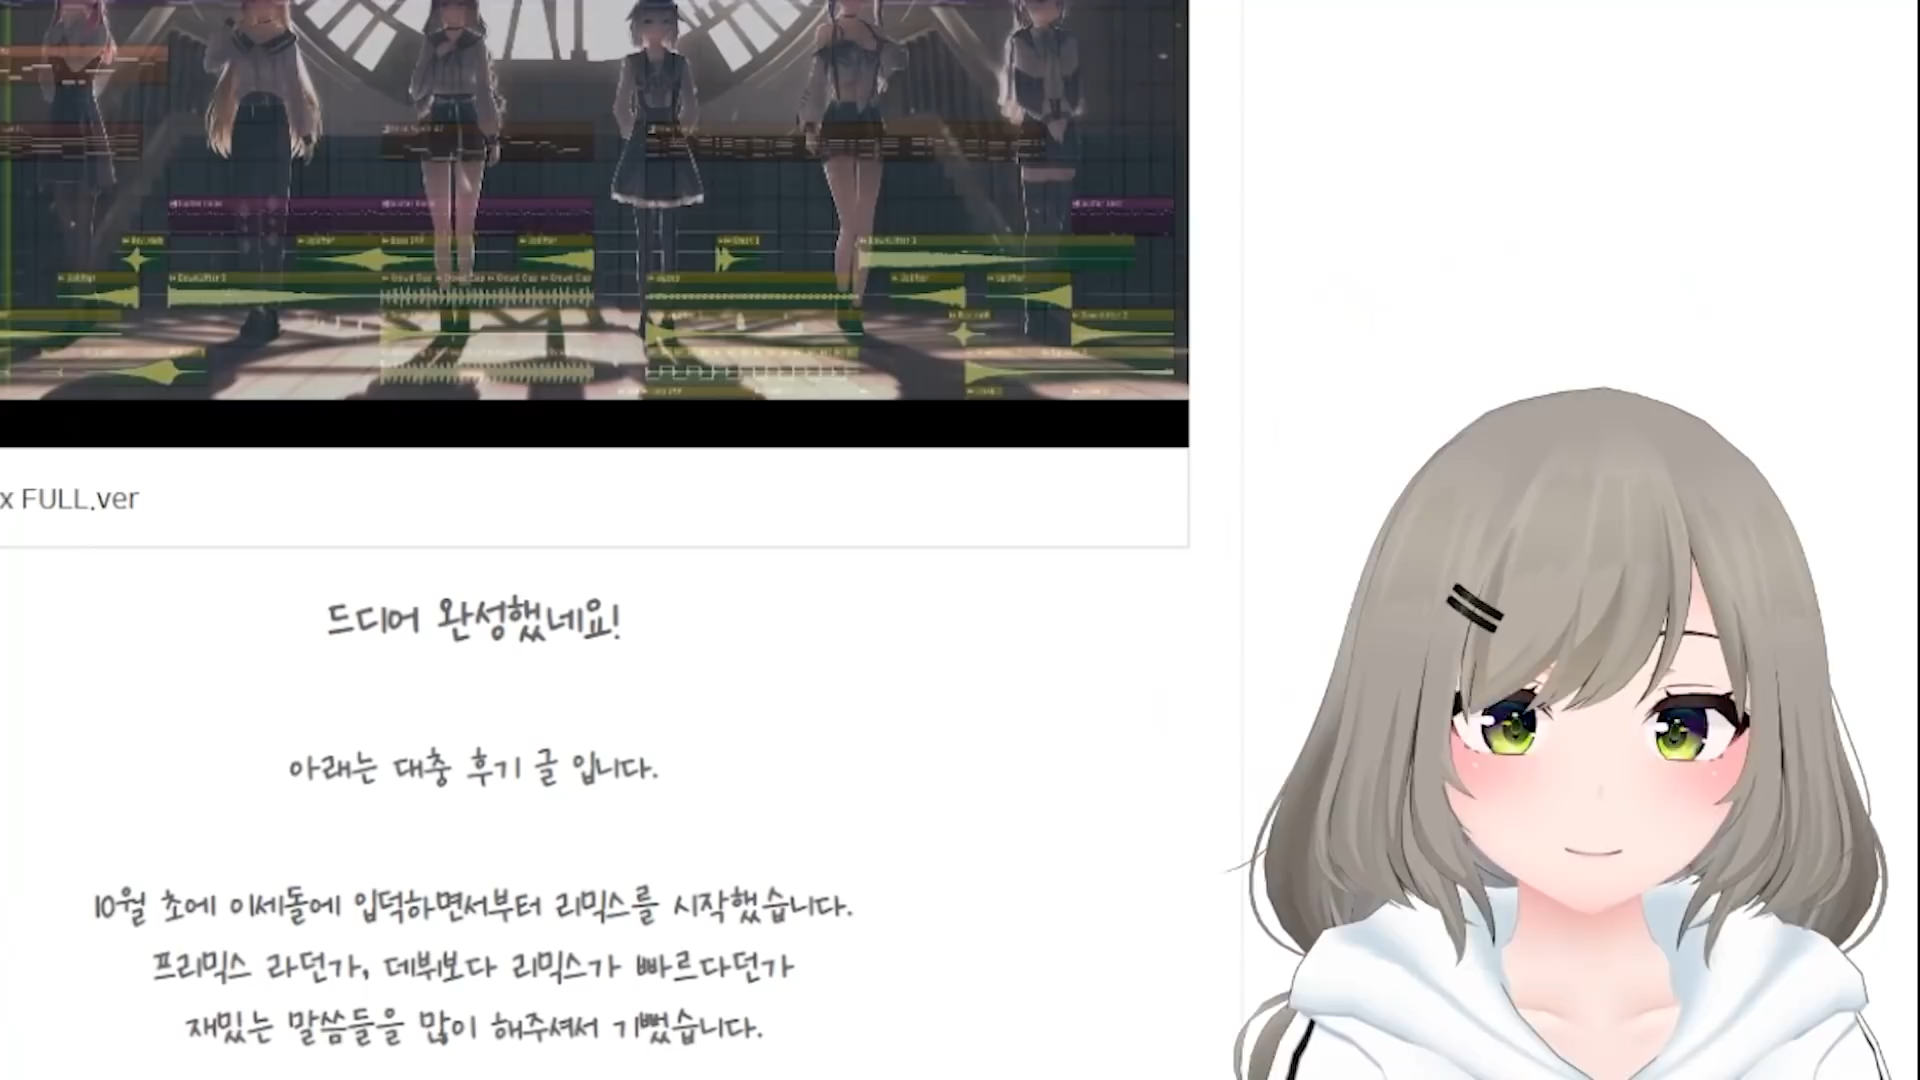 x FULL.ver
드디어 완성했네요!
아래는 대충 후기 글 입니다.
10월 초에 이세돌에 입덕하면서부터 리믹스를 시작했습니다.
프리믹스 라던가, 데뷔보다 리믹스가 빠르다던가
재밌는 말씀들을 많이 해주셔서 기뻤습니다.